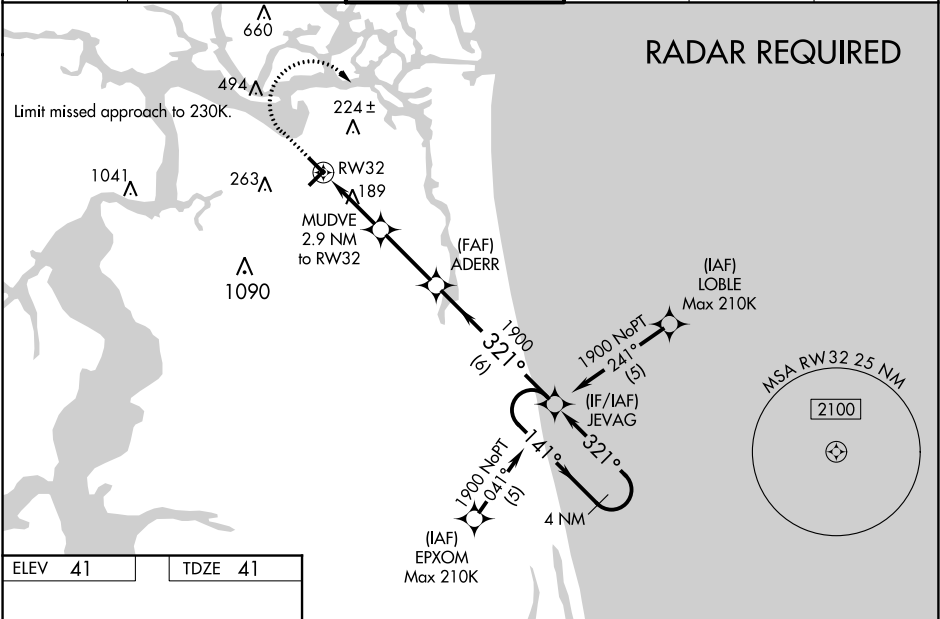 660
RADAR REQUIRED
494
Limit missed approach to 230K.
224 ±
RW32
1041
263
189
MUDVE
2.9 NM
to RW32
(FAF)
ADERR
1090
(IAF)
LOBLE
Max 210K
1900
321°
(6)
1900 NoPT
241°
(5)
MSA RW 32 25 NM
2100
(IF/IAF)
JEVAG
321°
141°
1900 NoPT
041°
(5)
4 NM
(IAF)
EPXOM
Max 210K
ELEV 41
TDZE 41